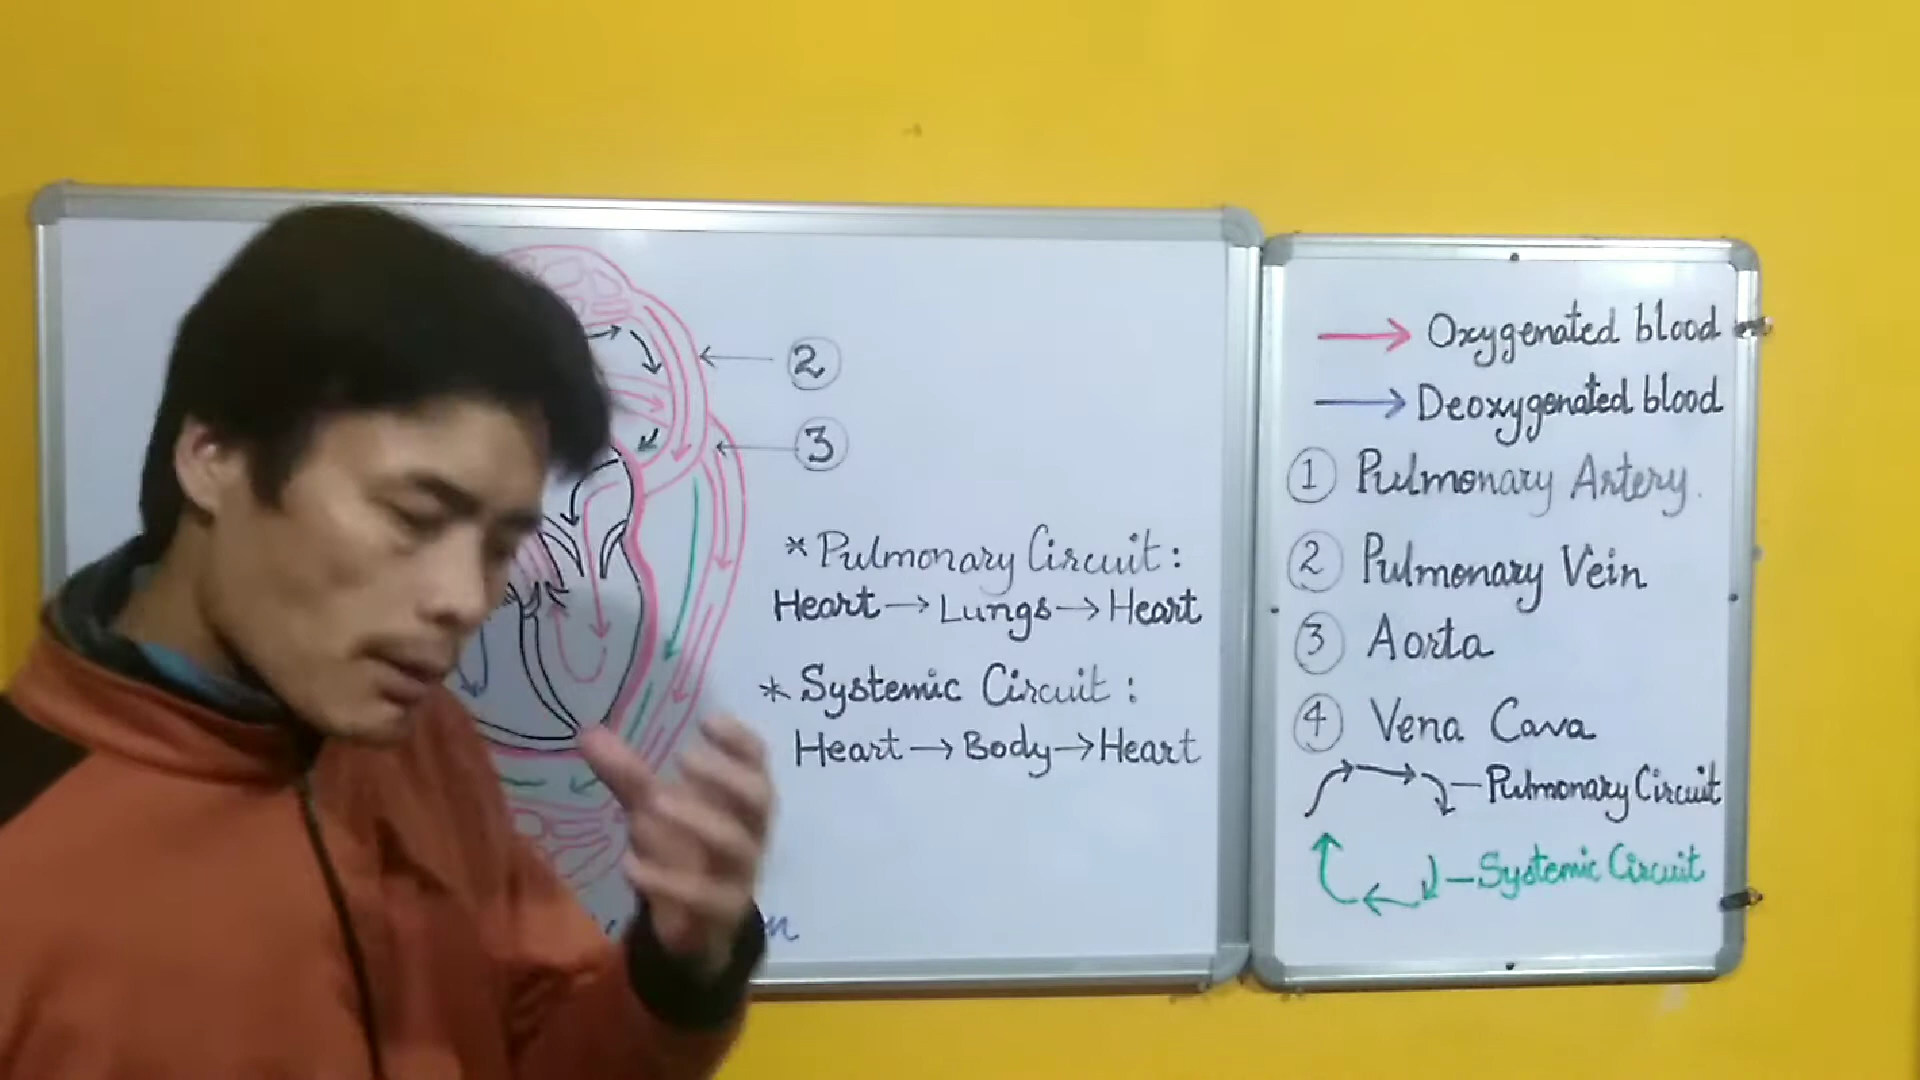 2
3
* Pulmonary Circuit:
Heart → Lungs → Heart
* Systemic Circuit:
Heart → Body → Heart
→ Oxygenated blood
→ Deoxygenated blood
1 Pulmonary Artery.
2 Pulmonary Vein
3 Aorta
4 Vena Cava
— Pulmonary Circuit
— Systemic Circuit